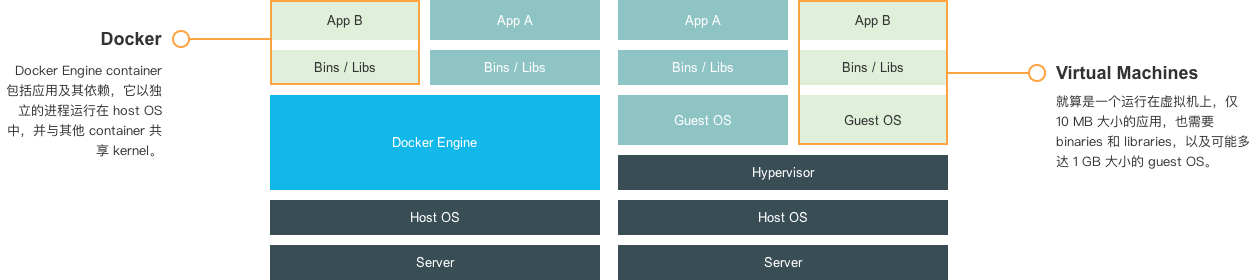 Docker
Docker Engine container
包括应用及其依赖，它以独
立的进程运行在 host OS
中，并与其他 container 共
享 kernel。
App B
App A
Bins / Libs
Bins / Libs
Docker Engine
Host OS
Server
App A
App B
Bins / Libs
Bins / Libs
Guest OS
Guest OS
Hypervisor
Host OS
Server
Virtual Machines
就算是一个运行在虚拟机上，仅
10 MB 大小的应用，也需要
binaries 和 libraries，以及可能多
达 1 GB 大小的 guest OS。